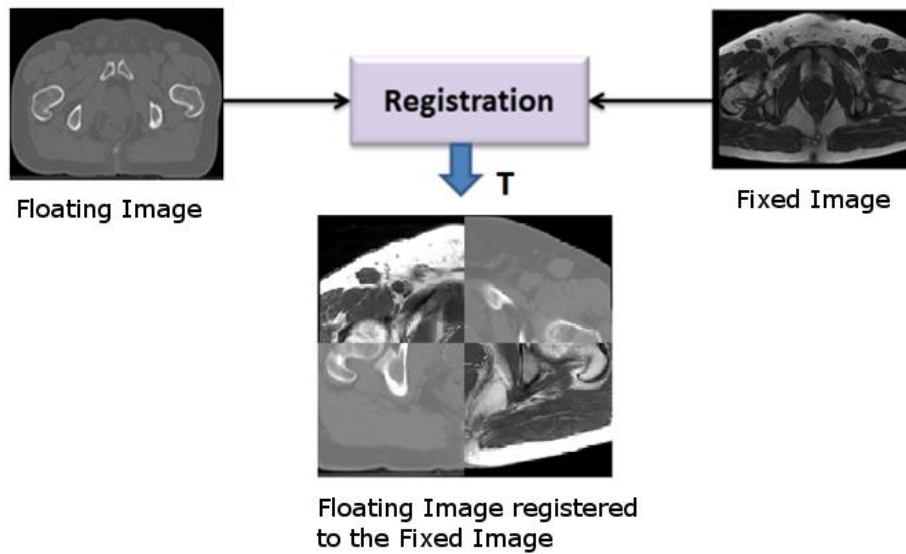 Registration
T
Floating Image
Fixed Image
Floating Image registered
to the Fixed Image